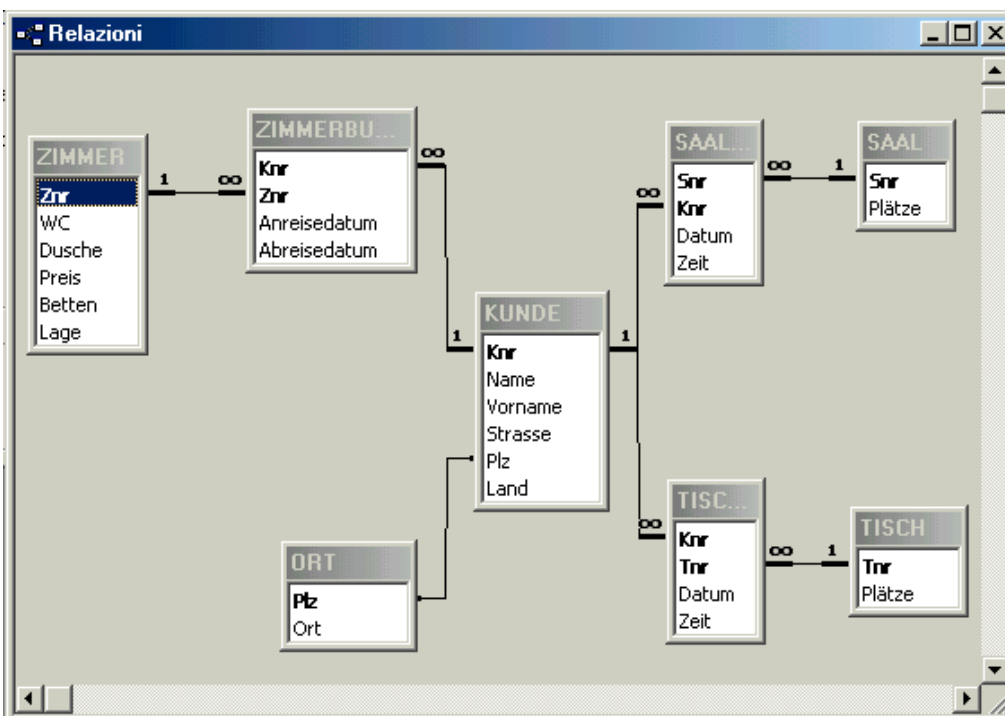 Relazioni
ZIMMER
Znr
WC
Dusche
Preis
Betten
Lage
1 ∞
ZIMMERBU...
Knr
Znr
Anreisedatum
Abreisedatum
∞
1
KUNDE
Knr
Name
Vorname
Strasse
Plz
Land
1
ORT
Plz
Ort
∞
SAAL...
Snr
Knr
Datum
Zeit
∞ 1
SAAL
Snr
Plätze
∞
TISC...
Knr
Tnr
Datum
Zeit
∞ 1
TISCH
Tnr
Plätze